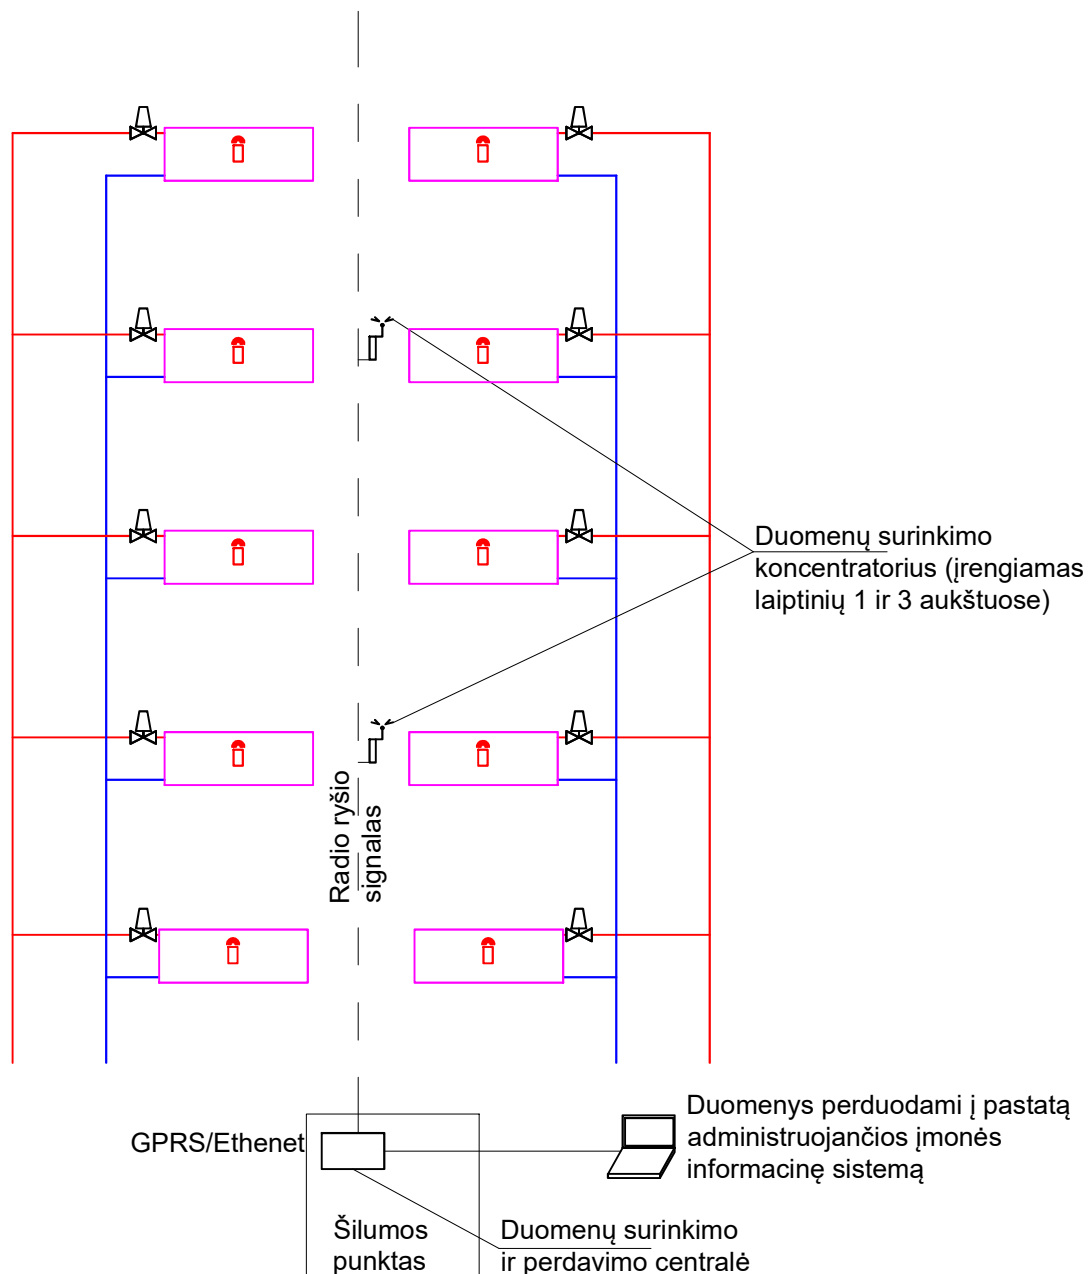 Duomenų surinkimo
koncentratorius (įrengiamas
laiptinių 1 ir 3 aukštuose)
Radio ryšio
signalas
GPRS/Ethenet
Duomenys perduodami į pastatą
administruojančios įmonės
informacinę sistemą
Šilumos
punktas
Duomenų surinkimo
ir perdavimo centralė